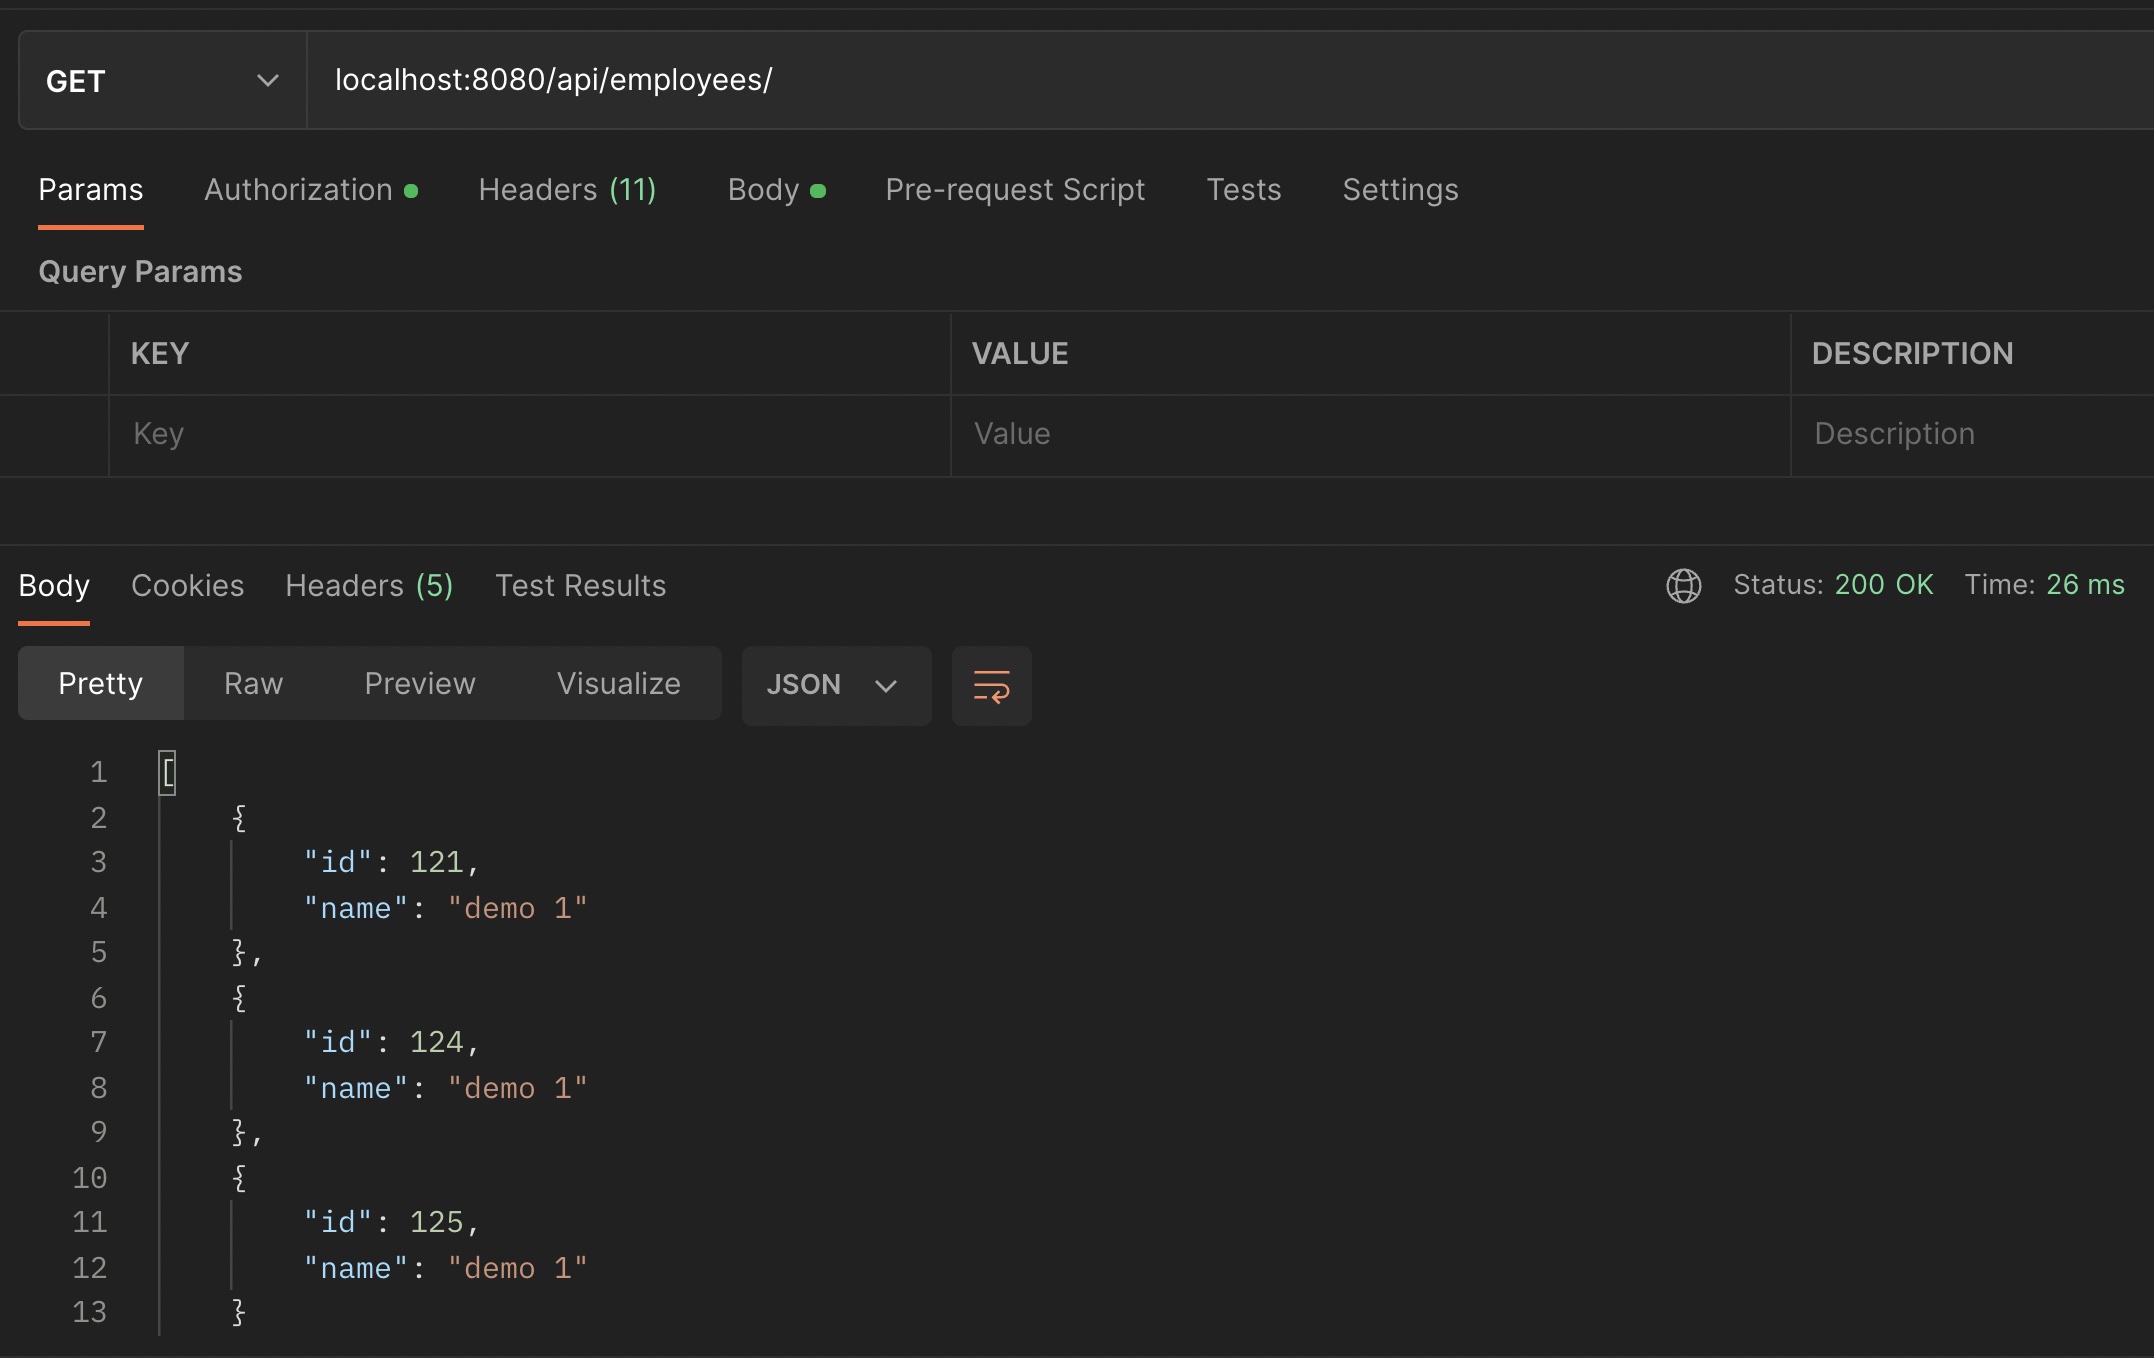 GET localhost:8080/api/employees/
Params Authorization Headers (11) Body Pre-request Script Tests Settings
Query Params
KEY VALUE DESCRIPTION
Key Value Description
Body Cookies Headers (5) Test Results Status: 200 OK Time: 26 ms
Pretty Raw Preview Visualize JSON
1 [
2 {
3 "id": 121,
4 "name": "demo 1"
5 },
6 {
7 "id": 124,
8 "name": "demo 1"
9 },
10 {
11 "id": 125,
12 "name": "demo 1"
13 }